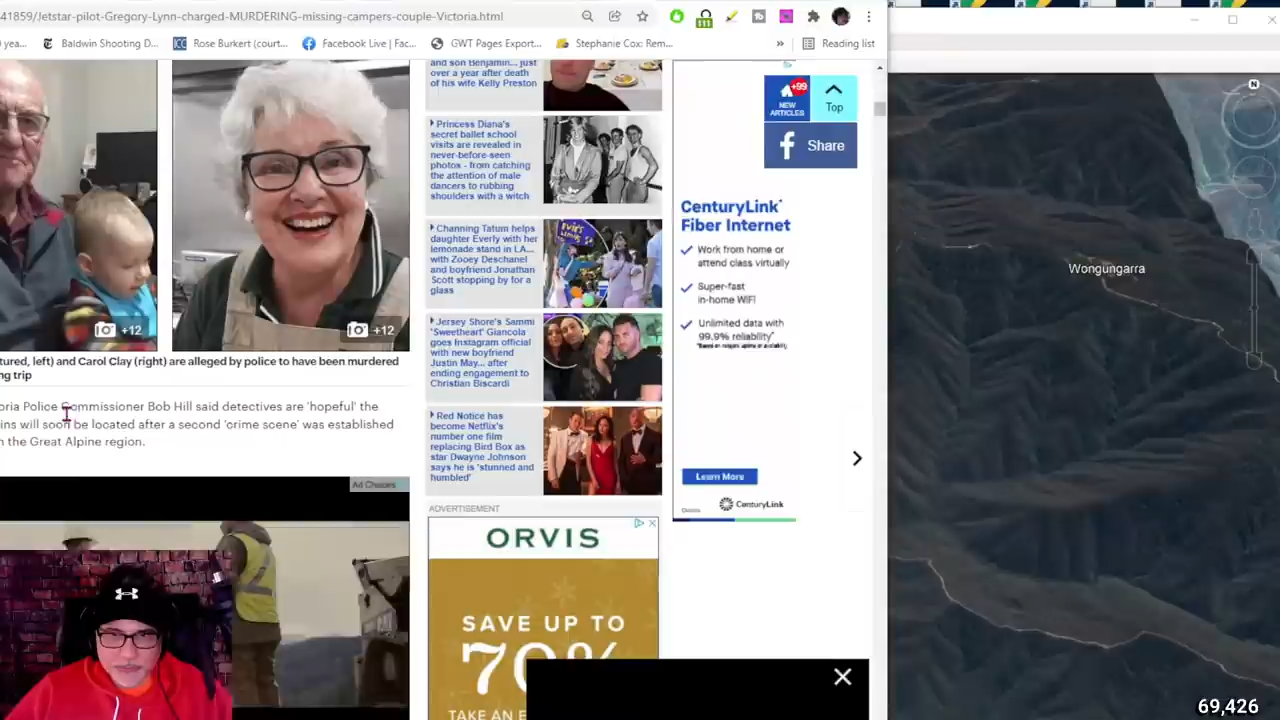 41859/Jetstar-pilot-Gregory-Lynn-charged-MURDERING-missing-campers-couple-Victoria.html
111
yea...
Baldwin Shooting D...
Rose Burkert (court...
Facebook Live | Fac...
GWT Pages Export...
Stephanie Cox: Rem...
»
Reading list
+12
+12
left) and Carol Clay (right) are alleged by police to have been murdered
ng trip
oria Police Commissioner Bob Hill said detectives are 'hopeful' the
ins will soon be located after a second 'crime scene' was established
n the Great Alpine region.
Ad Choices
and son Benjamin... just
over a year after death
of his wife Kelly Preston
Princess Diana's
secret ballet school
visits are revealed in
never-before-seen
photos - from catching
the attention of male
dancers to rubbing
shoulders with a witch
Channing Tatum helps
daughter Everly with her
lemonade stand in LA...
with Zooey Deschanel
and boyfriend Jonathan
Scott stopping by for a
glass
Jersey Shore's Sammi
'Sweetheart' Giancola
goes Instagram official
with new boyfriend
Justin May... after
ending engagement to
Christian Biscardi
Red Notice has
become Netflix's
number one film
replacing Bird Box as
star Dwayne Johnson
says he is 'stunned and
humbled'
ADVERTISEMENT
ORVIS
SAVE UP TO
70%
TAKE AN E
+99
NEW
ARTICLES
Top
Share
CenturyLink
Fiber Internet
Work from home or
attend class virtually
Super-fast
in-home WiFi
Unlimited data with
99.9% reliability*
Learn More
CenturyLink
N
Wongungarra
69,426